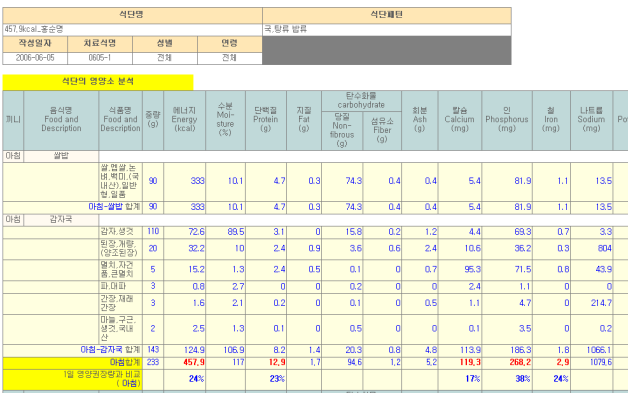 식단명 식단패턴
457,9kcal_홍순영 국,탕류 밥류
작성일자 치료식명 성별 연령
2006-06-05 0605-1 전체 전체
식단의 영양소 분석
끼니 음식명 Food and Description 식품명 Food and Description 중량 (g) 에너지 Energy (kcal) 수분 Moi-sture (%) 단백질 Protein (g) 지질 Fat (g) 탄수화물 carbohydrate 당질 Non-fibrous (g) 섬유소 Fiber (g) 회분 Ash (g) 칼슘 Calcium (mg) 인 Phosphorus (mg) 철 Iron (mg) 나트륨 Sodium (mg)
아침 쌀밥
쌀,멥쌀,논벼,백미,(국내산),일반형,일품 90 333 10.1 4.7 0.3 74.3 0.4 0.4 5.4 81.9 1.1 13.5
아침-쌀밥 합계 90 333 10.1 4.7 0.3 74.3 0.4 0.4 5.4 81.9 1.1 13.5
아침 감자국
감자,생것 110 72.6 89.5 3.1 0 15.8 0.2 1.2 4.4 69.3 0.7 3.3
된장,개량,(양조된장) 20 32.2 10 2.4 0.9 3.6 0.6 2.4 10.6 36.2 0.3 804
멸치,자건품,큰멸치 5 15.2 1.3 2.4 0.5 0.1 0 0.7 95.3 71.5 0.8 43.9
파,대파 3 0.8 2.7 0 0 0.2 0 0 2.4 1.1 0 0
간장,재래간장 3 1.6 2.1 0.2 0 0.1 0 0.5 1.1 4.7 0 214.7
마늘,구근,생것,국내산 2 2.5 1.3 0.1 0 0.5 0 0 0.1 3.5 0 0.2
아침-감자국 합계 143 124.9 106.9 8.2 1.4 20.3 0.8 4.8 113.9 186.3 1.8 1066.1
아침합계 233 457,9 117 12,9 1,7 94,6 1,2 5,2 119,3 268,2 2,9 1079,6
1일 영양권장량과 비교 (아침) 24% 23% 17% 38% 24%